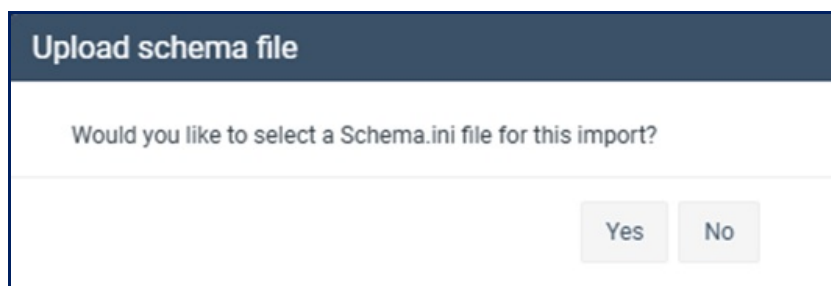 Upload schema file
Would you like to select a Schema.ini file for this import?
Yes No